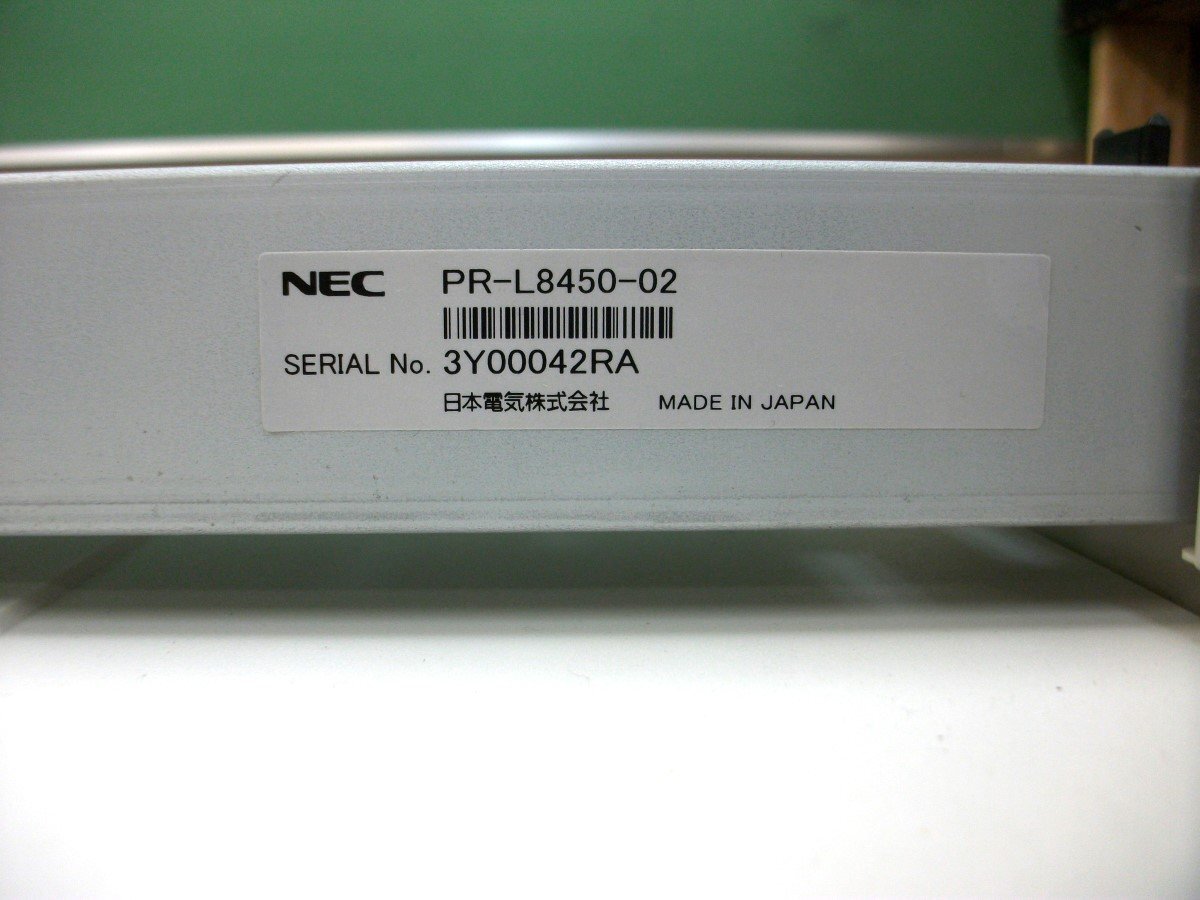 NEC PR-L8450-02
SERIAL No. 3Y00042RA
日本電気株式会社 MADE IN JAPAN